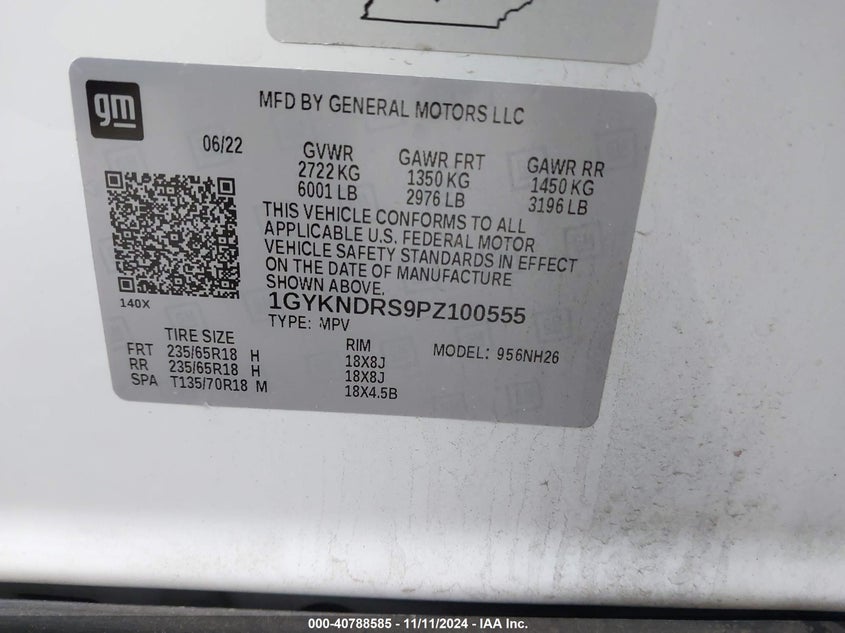 gm
MFD BY GENERAL MOTORS LLC
06/22
GVWR
2722 KG
6001 LB
GAWR FRT
1350 KG
2976 LB
GAWR RR
1450 KG
3196 LB
THIS VEHICLE CONFORMS TO ALL
APPLICABLE U.S. FEDERAL MOTOR
VEHICLE SAFETY STANDARDS IN EFFECT
ON THE DATE OF MANUFACTURE
SHOWN ABOVE.
140X
1GYKNDRS9PZ100555
TYPE: MPV
TIRE SIZE
FRT 235/65R18 H
RR 235/65R18 H
SPA T135/70R18 M
RIM
18X8J
18X8J
18X4.5B
MODEL: 956NH26
000-40788585 - 11/11/2024 - IAA Inc.